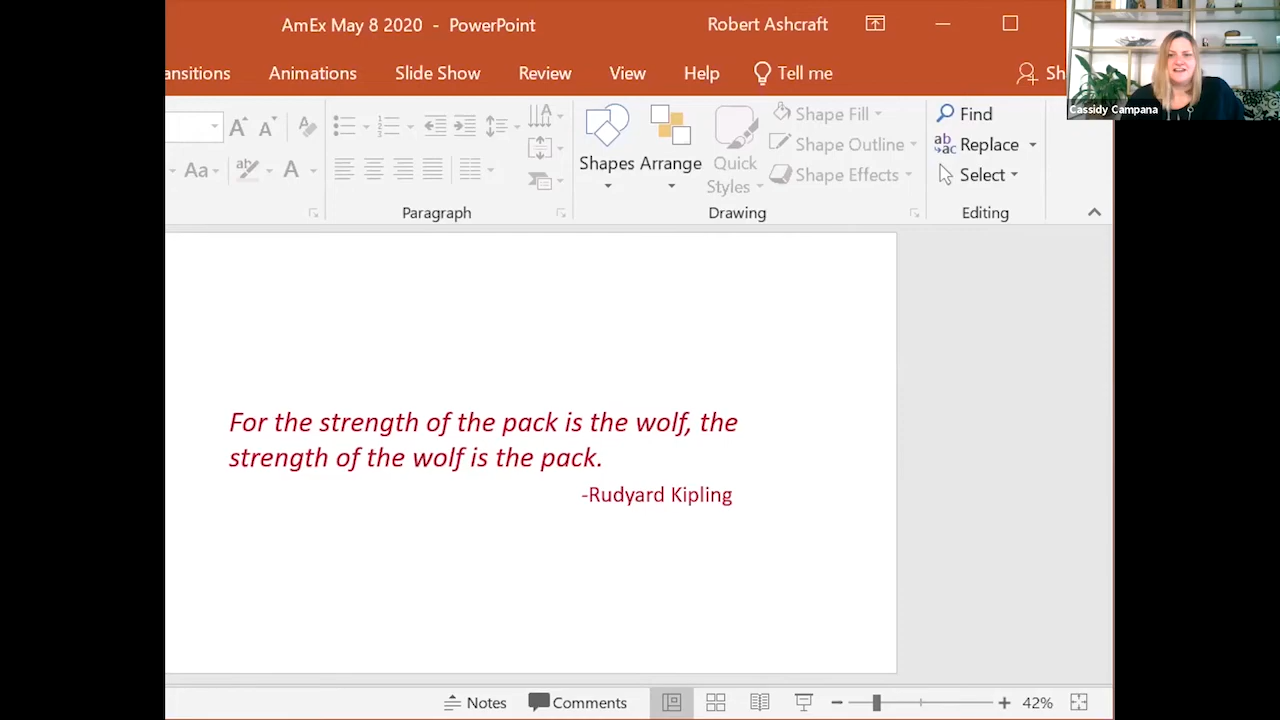 AmEx May 8 2020 - PowerPoint
Robert Ashcraft
Cassidy Campana
ansitions Animations Slide Show Review View Help Tell me Sh
Aa
A
Shapes
Arrange
Quick
Styles
Shape Fill
Shape Outline
Shape Effects
Find
Replace
Select
Paragraph
Drawing
Editing
For the strength of the pack is the wolf, the
strength of the wolf is the pack.
-Rudyard Kipling
Notes
Comments
42%